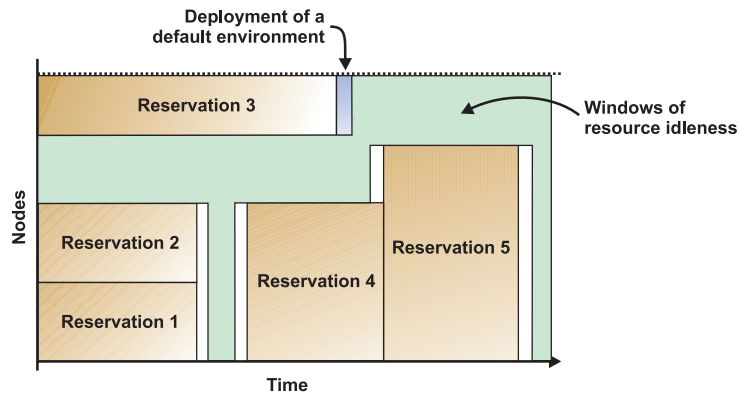 Deployment of a
default environment
Reservation 3
Windows of
resource idleness
Nodes
Reservation 2
Reservation 5
Reservation 4
Reservation 1
Time